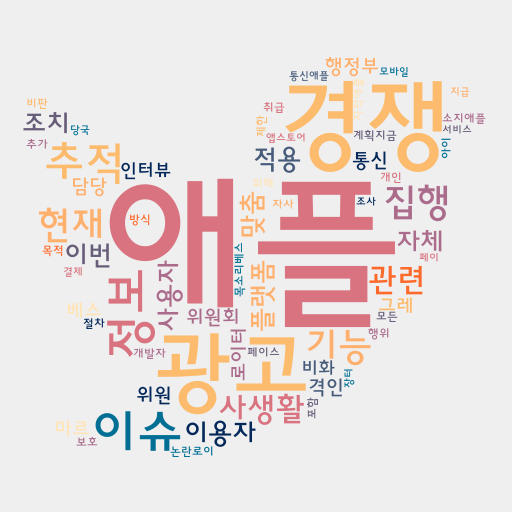 통신애플
행정부
모바일
비판
조치
당국
추가
추적
담당
인터뷰
현재
방식
목적
이번
결제
베스
절차
취급
경쟁
지급
제한
앱스토어
계획지금
소지애플
서비스
아이
적용
통신
개인
애플
맞춤
자사
조사
집행
자체
페이
정보
사용자
위원회
목소리베스
플랫폼
관련
그레
모든
개발자
광고
로이터
페이스
기능
행위
비화
장터
위원
격인
사생활
포함
미르
보호
이슈
이용자
논란로이